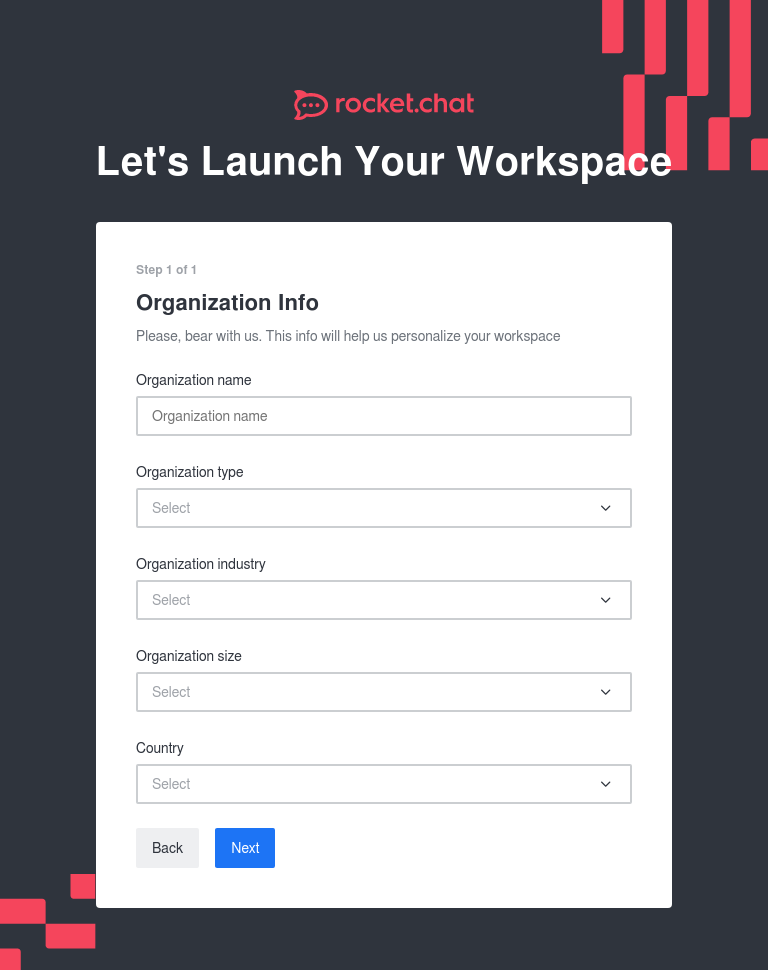 rocket.chat
Let's Launch Your Workspace
Step 1 of 1
Organization Info
Please, bear with us. This info will help us personalize your workspace
Organization name
Organization name
Organization type
Select
Organization industry
Select
Organization size
Select
Country
Select
Back Next